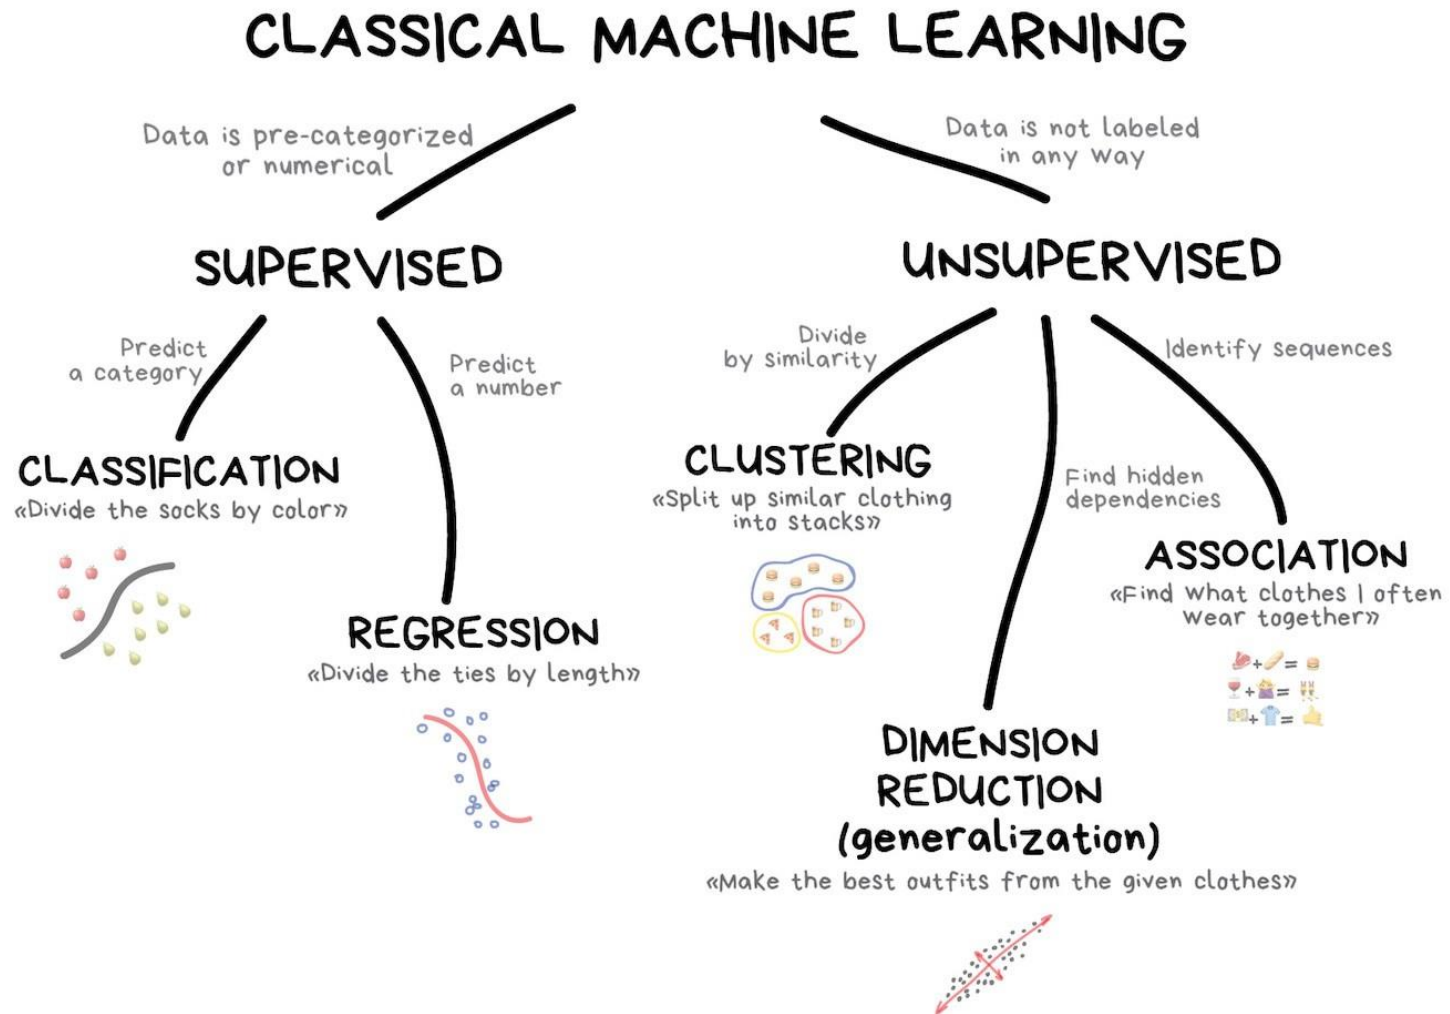 CLASSICAL MACHINE LEARNING
Data is pre-categorized
or numerical
Data is not labeled
in any way
SUPERVISED
UNSUPERVISED
Predict
a category
Predict
a number
Divide
by similarity
Identify sequences
CLASSIFICATION
«Divide the socks by color»
CLUSTERING
«Split up similar clothing
into stacks»
Find hidden
dependencies
ASSOCIATION
«Find what clothes I often
wear together»
REGRESSION
«Divide the ties by length»
+ =
+ =
+ =
DIMENSION
REDUCTION
(generalization)
«Make the best outfits from the given clothes»